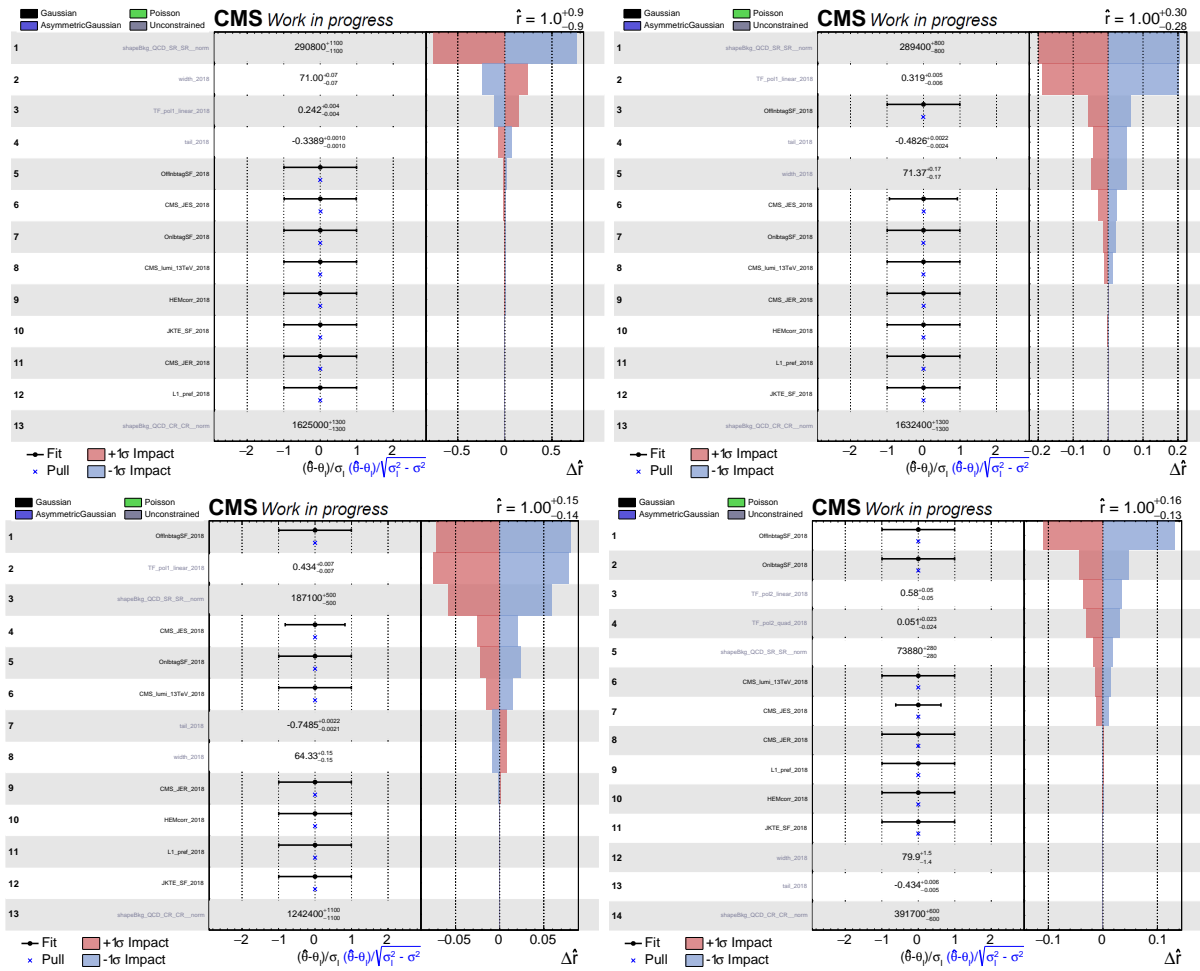 Gaussian Poisson
AsymmetricGaussian Unconstrained
CMS Work in progress
r̂ = 1.0 +0.9 −0.9
1 shapeBkg_QCD_SR_SR__norm 290800 +1100 −1100
2 width_2018 71.00 +0.07 −0.07
3 TF_pol1_linear_2018 0.242 +0.004 −0.004
4 tail_2018 -0.3389 +0.0010 −0.0010
5 OfflnbtagSF_2018
6 CMS_JES_2018
7 OnlbtagSF_2018
8 CMS_lumi_13TeV_2018
9 HEMcorr_2018
10 JKTE_SF_2018
11 CMS_JER_2018
12 L1_pref_2018
13 shapeBkg_QCD_CR_CR__norm 1625000 +1300 −1300
−2 −1 0 1 2 −0.5 0 0.5
Fit +1σ Impact
Pull -1σ Impact
(θ̂-θI)/σI (θ̂-θI)/√σI² - σ²
Δr̂
Gaussian Poisson
AsymmetricGaussian Unconstrained
CMS Work in progress
r̂ = 1.00 +0.30 −0.28
1 shapeBkg_QCD_SR_SR__norm 289400 +800 −800
2 TF_pol1_linear_2018 0.319 +0.005 −0.006
3 OfflnbtagSF_2018
4 tail_2018 -0.4826 +0.0022 −0.0024
5 width_2018 71.37 +0.17 −0.17
6 CMS_JES_2018
7 OnlbtagSF_2018
8 CMS_lumi_13TeV_2018
9 CMS_JER_2018
10 HEMcorr_2018
11 L1_pref_2018
12 JKTE_SF_2018
13 shapeBkg_QCD_CR_CR__norm 1632400 +1300 −1300
−2 −1 0 1 2 −0.2 −0.1 0 0.1 0.2
Fit +1σ Impact
Pull -1σ Impact
(θ̂-θI)/σI (θ̂-θI)/√σI² - σ²
Δr̂
Gaussian Poisson
AsymmetricGaussian Unconstrained
CMS Work in progress
r̂ = 1.00 +0.15 −0.14
1 OfflnbtagSF_2018
2 TF_pol1_linear_2018 0.434 +0.007 −0.007
3 shapeBkg_QCD_SR_SR__norm 187100 +500 −500
4 CMS_JES_2018
5 OnlbtagSF_2018
6 CMS_lumi_13TeV_2018
7 tail_2018 -0.7485 +0.0022 −0.0021
8 width_2018 64.33 +0.15 −0.15
9 CMS_JER_2018
10 HEMcorr_2018
11 L1_pref_2018
12 JKTE_SF_2018
13 shapeBkg_QCD_CR_CR__norm 1242400 +1100 −1100
−2 −1 0 1 2 −0.05 0 0.05
Fit +1σ Impact
Pull -1σ Impact
(θ̂-θI)/σI (θ̂-θI)/√σI² - σ²
Δr̂
Gaussian Poisson
AsymmetricGaussian Unconstrained
CMS Work in progress
r̂ = 1.00 +0.16 −0.13
1 OfflnbtagSF_2018
2 OnlbtagSF_2018
3 TF_pol2_linear_2018 0.58 +0.05 −0.05
4 TF_pol2_quad_2018 0.051 +0.023 −0.024
5 shapeBkg_QCD_SR_SR__norm 73880 +280 −280
6 CMS_lumi_13TeV_2018
7 CMS_JES_2018
8 CMS_JER_2018
9 L1_pref_2018
10 HEMcorr_2018
11 JKTE_SF_2018
12 width_2018 79.9 +1.5 −1.4
13 tail_2018 -0.434 +0.006 −0.005
14 shapeBkg_QCD_CR_CR__norm 391700 +600 −600
−2 −1 0 1 2 −0.1 0 0.1
Fit +1σ Impact
Pull -1σ Impact
(θ̂-θI)/σI (θ̂-θI)/√σI² - σ²
Δr̂